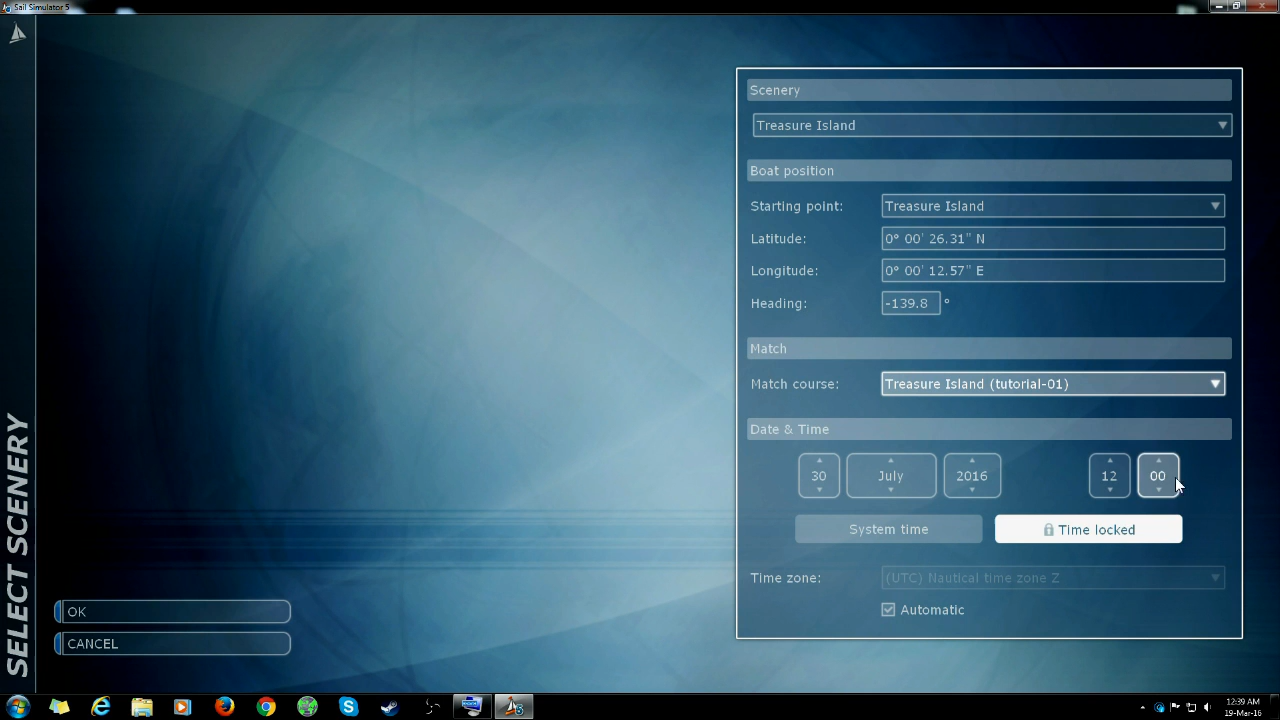 Sail Simulator 5
Scenery
Treasure Island
Boat position
Starting point: Treasure Island
Latitude: 0° 00' 26.31" N
Longitude: 0° 00' 12.57" E
Heading: -139.8 °
Match
Match course: Treasure Island (tutorial-01)
Date & Time
30 July 2016 12 00
System time Time locked
Time zone: (UTC) Nautical time zone Z
Automatic
SELECT SCENERY
OK
CANCEL
12:39 AM
19-Mar-16